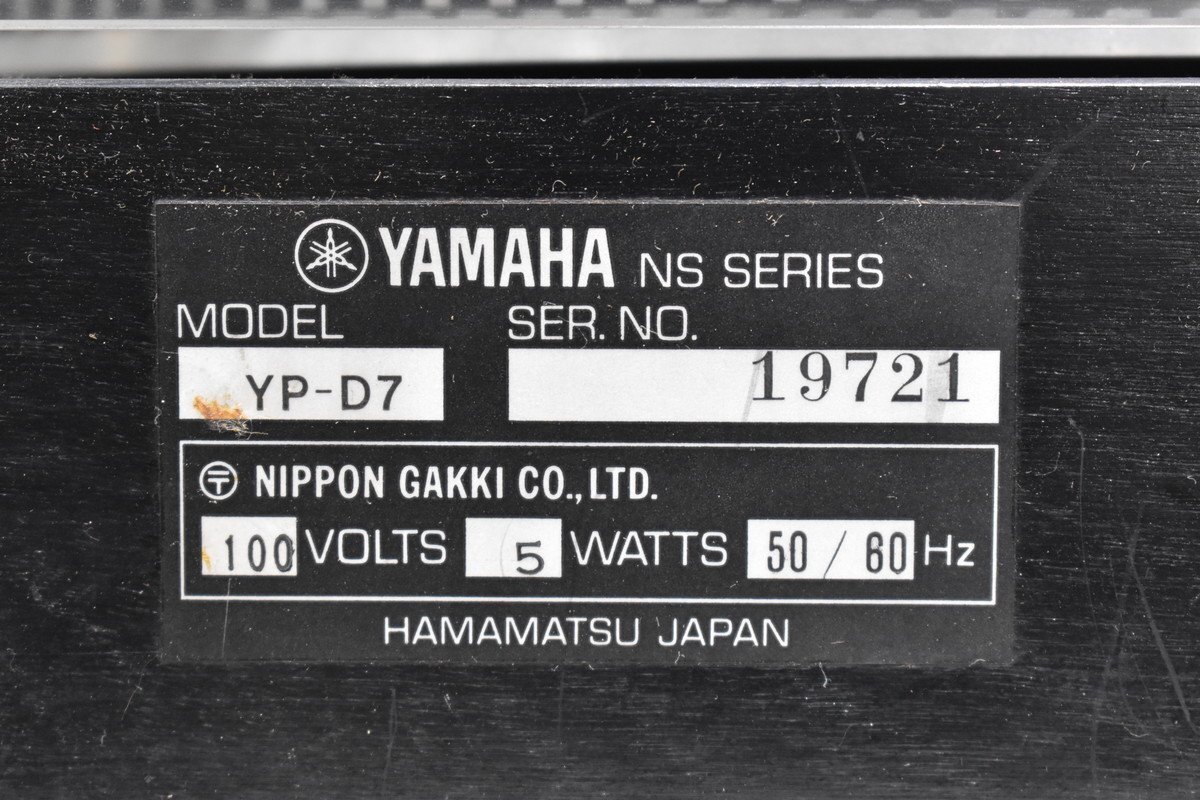 YAMAHA NS SERIES
MODEL SER. NO.
YP-D7 19721
〒 NIPPON GAKKI CO., LTD.
100 VOLTS 5 WATTS 50 / 60 Hz
HAMAMATSU JAPAN